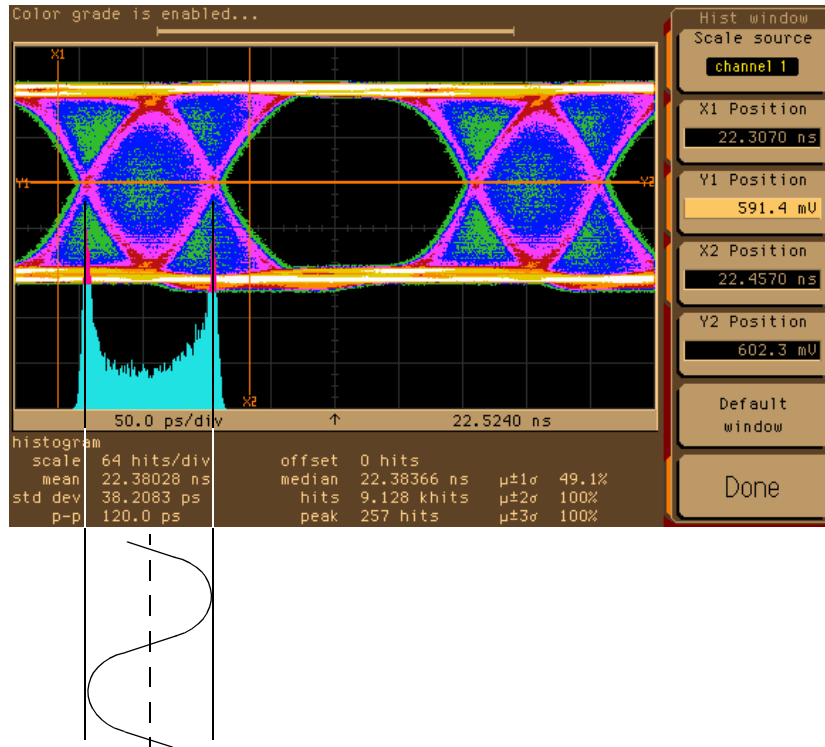 Color grade is enabled...
X1
Y1
Y2
X2
50.0 ps/div ↑ 22.5240 ns
histogram
scale 64 hits/div offset 0 hits
mean 22.38028 ns median 22.38366 ns μ±1σ 49.1%
std dev 38.2083 ps hits 9.128 khits μ±2σ 100%
p-p 120.0 ps peak 257 hits μ±3σ 100%
Hist window
Scale source
channel 1
X1 Position
22.3070 ns
Y1 Position
591.4 mV
X2 Position
22.4570 ns
Y2 Position
602.3 mV
Default
window
Done